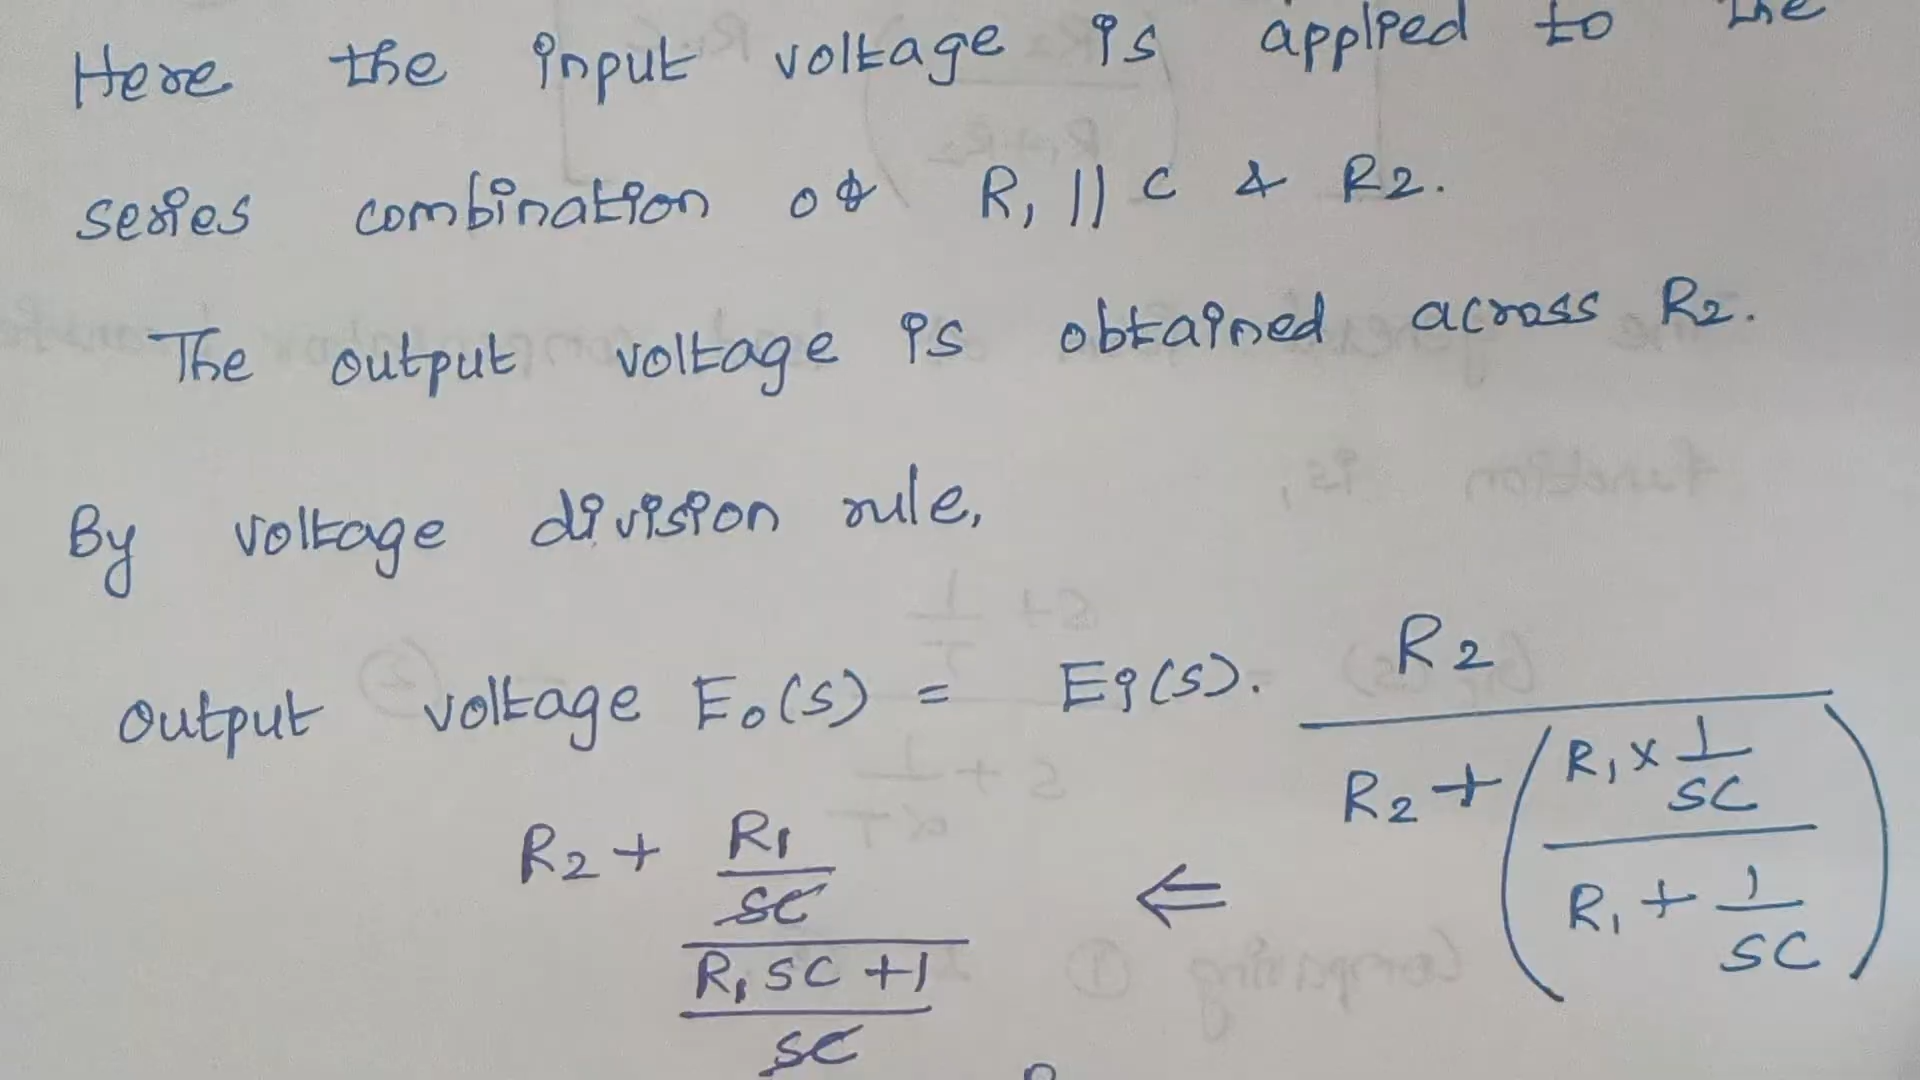 Here the input voltage is applied to the
series combination of R1 || C & R2.
The output voltage is obtained across R2.
By voltage division rule,
Output voltage Eo(s) = Ei(s). R2 / (R2 + ((R1 × 1/SC) / (R1 + 1/SC)))
R2 + (R1/SC) / ((R1SC + 1)/SC) ⇐